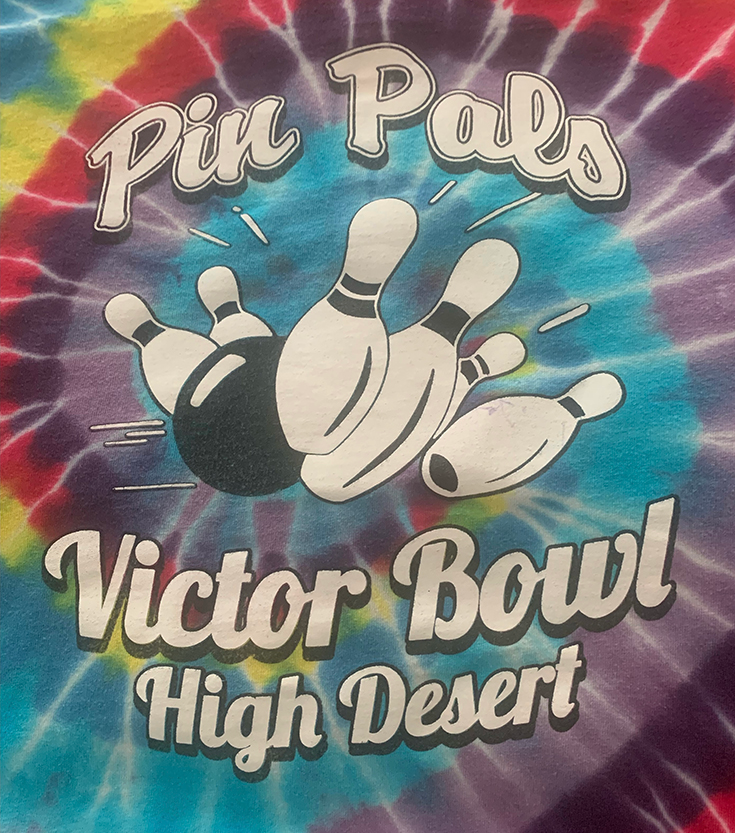 Pin Pals
Victor Bowl
High Desert